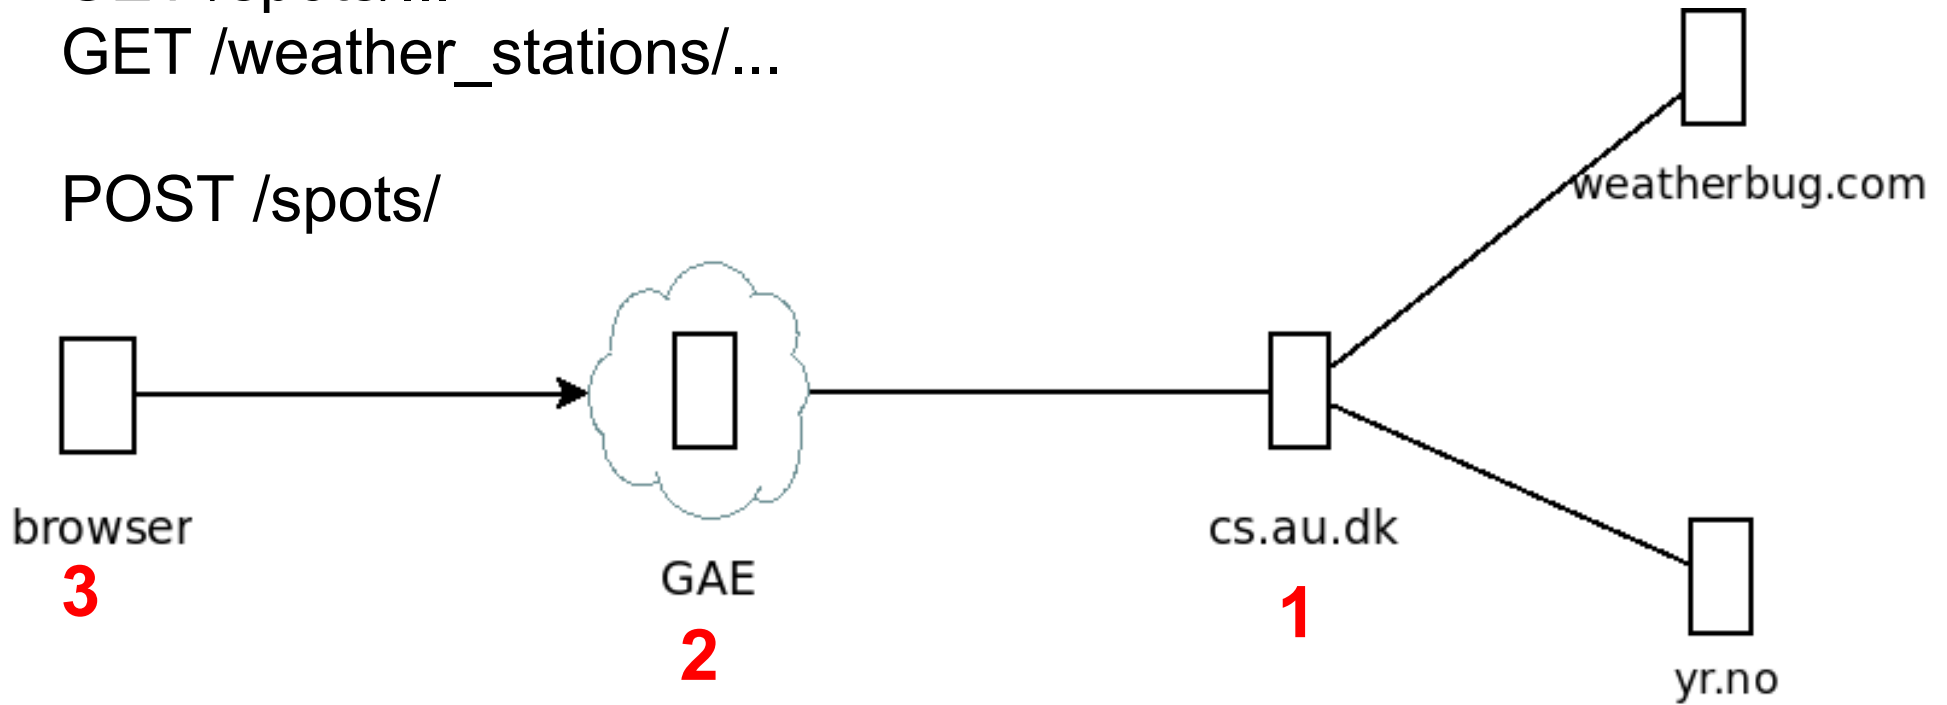 GET /weather_stations/...
POST /spots/
weatherbug.com
browser
3
GAE
2
cs.au.dk
1
yr.no